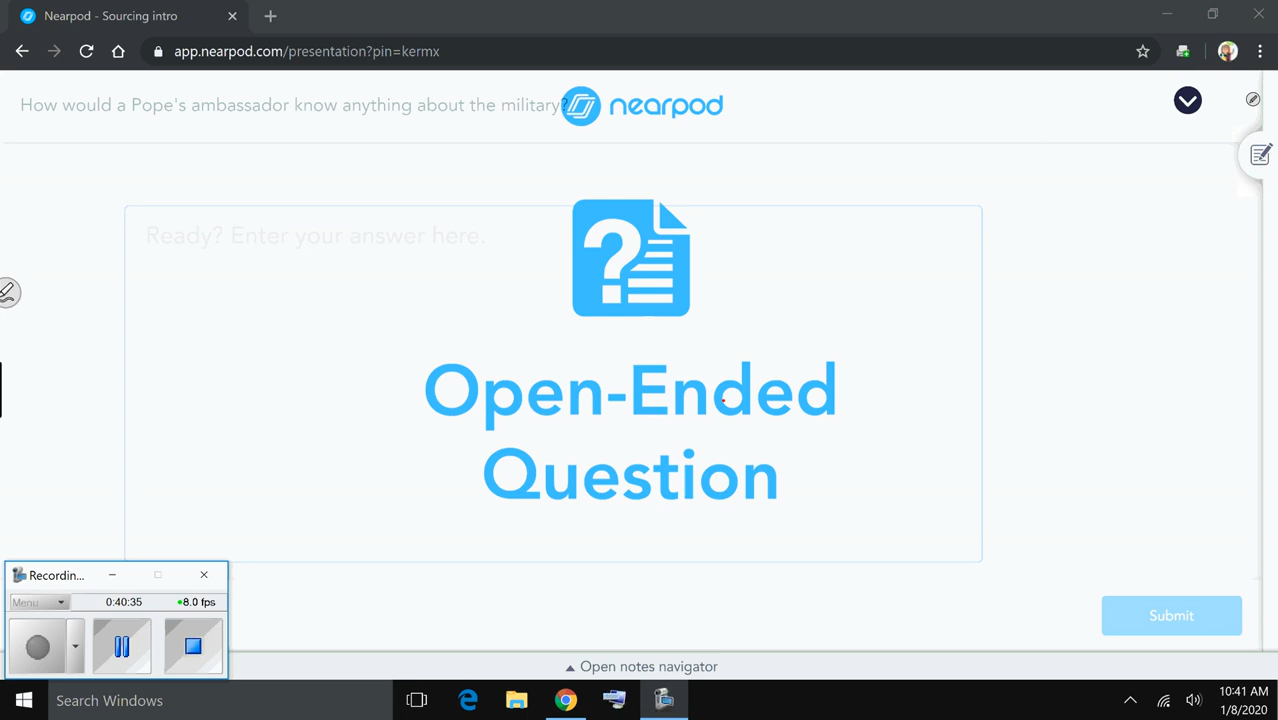 Nearpod - Sourcing intro
app.nearpod.com/presentation?pin=kermx
How would a Pope's ambassador know anything about the military?
nearpod
Ready? Enter your answer here.
Open-Ended
Question
Recordin...
Menu
0:40:35
8.0 fps
Submit
Open notes navigator
Search Windows
10:41 AM
1/8/2020